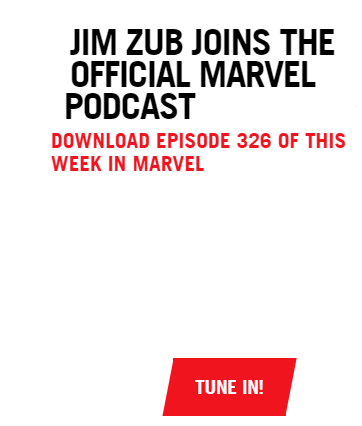 JIM ZUB JOINS THE
OFFICIAL MARVEL
PODCAST
DOWNLOAD EPISODE 326 OF THIS
WEEK IN MARVEL
TUNE IN!